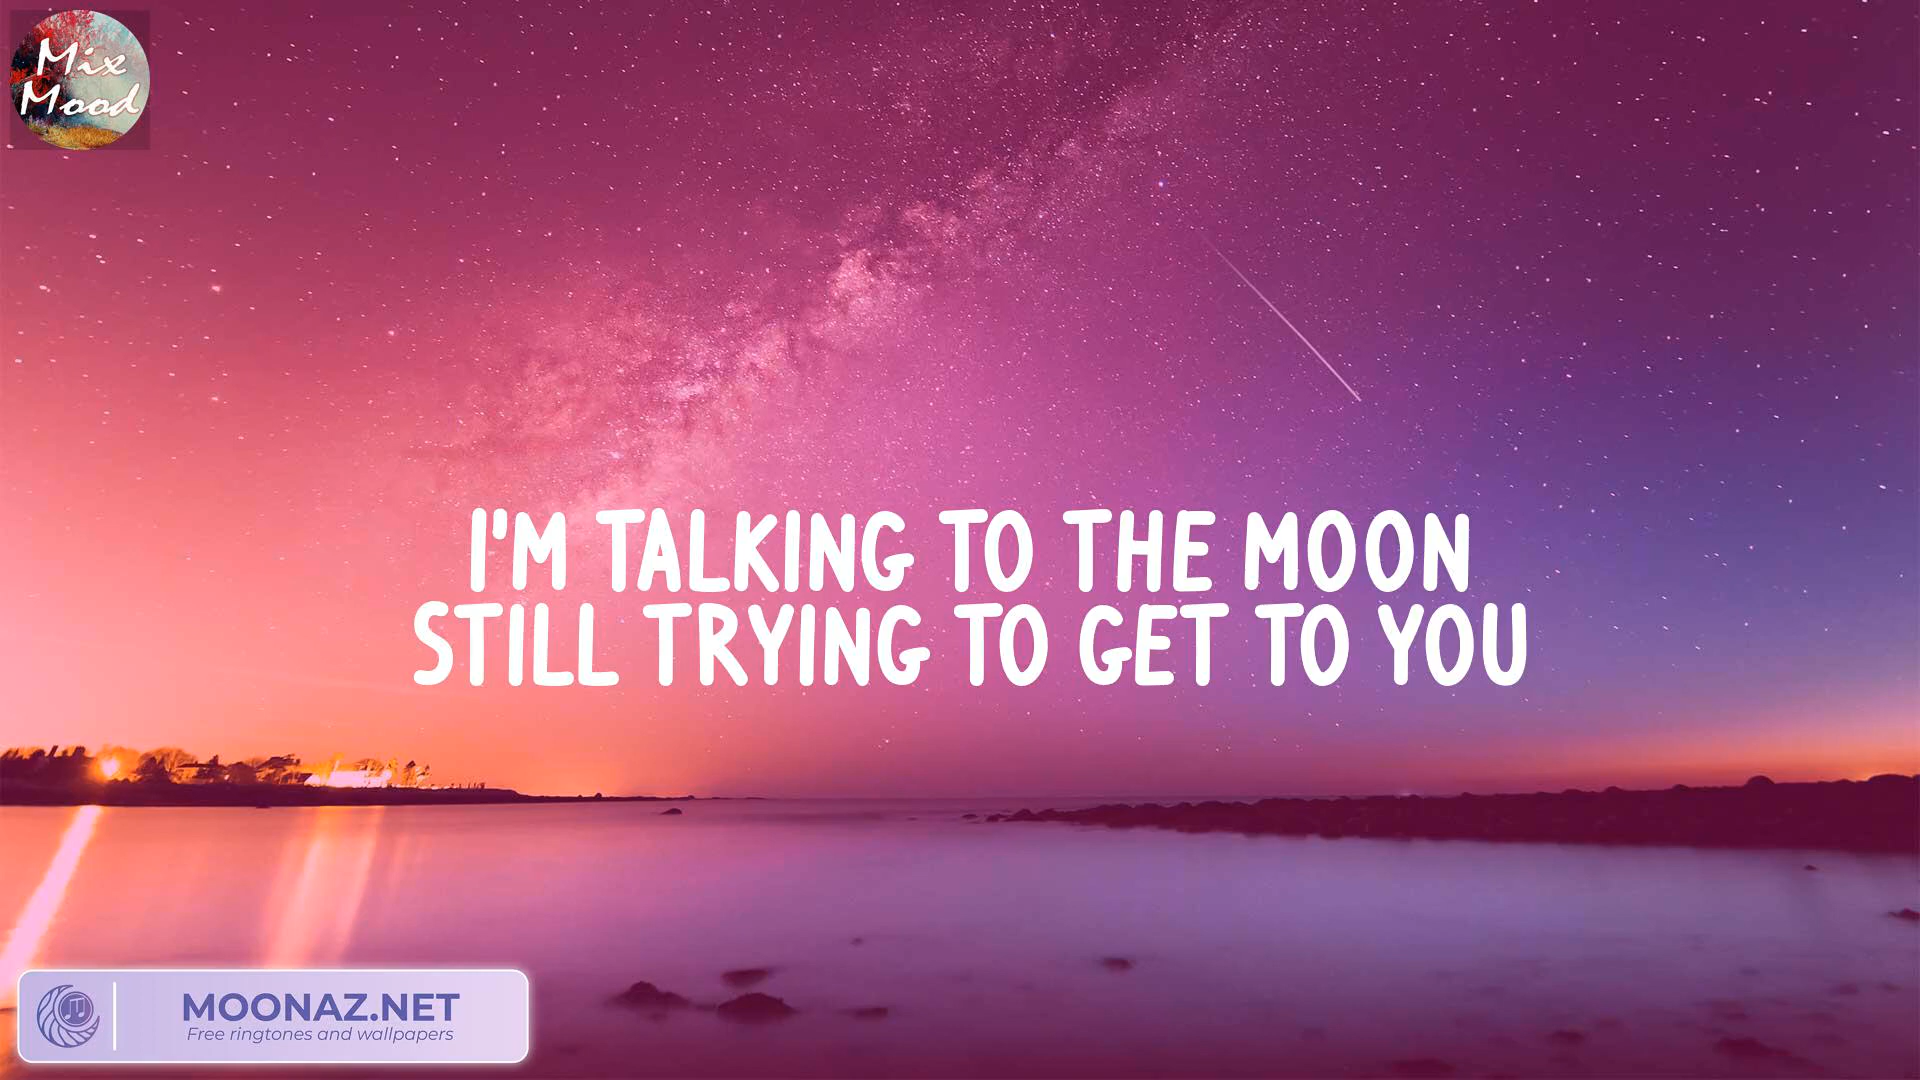 Mix
Mood
I'M TALKING TO THE MOON
STILL TRYING TO GET TO YOU
MOONAZ.NET
Free ringtones and wallpapers